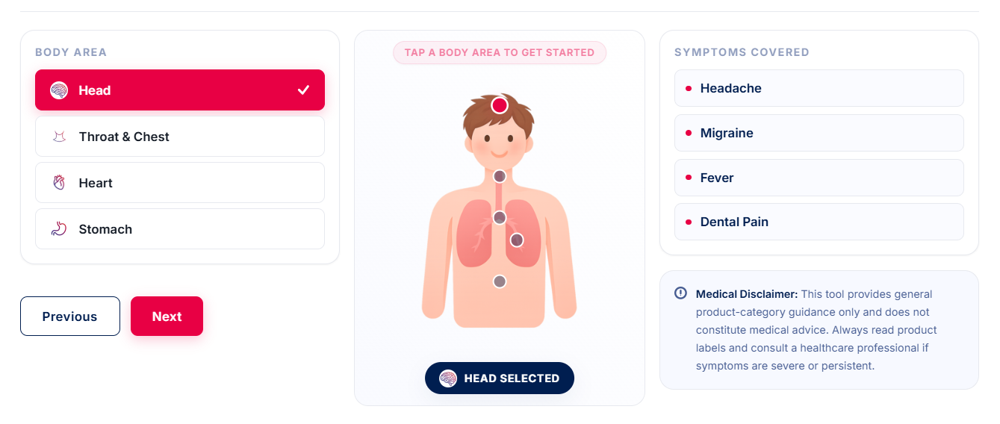 BODY AREA
Head
Throat & Chest
Heart
Stomach
Previous
Next
TAP A BODY AREA TO GET STARTED
HEAD SELECTED
SYMPTOMS COVERED
Headache
Migraine
Fever
Dental Pain
Medical Disclaimer: This tool provides general
product-category guidance only and does not
constitute medical advice. Always read product
labels and consult a healthcare professional if
symptoms are severe or persistent.